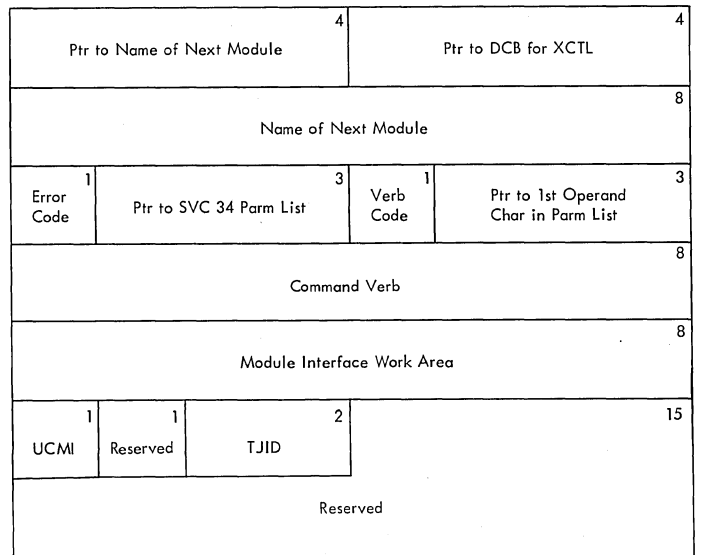 4
4
Ptr to Name of Next Module
Ptr to DCB for XCTL
8
Name of Next Module
1
3
1
3
Error
Code
Ptr to SVC 34 Parm List
Verb
Code
Ptr to 1st Operand
Char in Parm List
8
Command Verb
8
Module Interface Work Area
1
1
2
15
UCMI
Reserved
TJID
Reserved